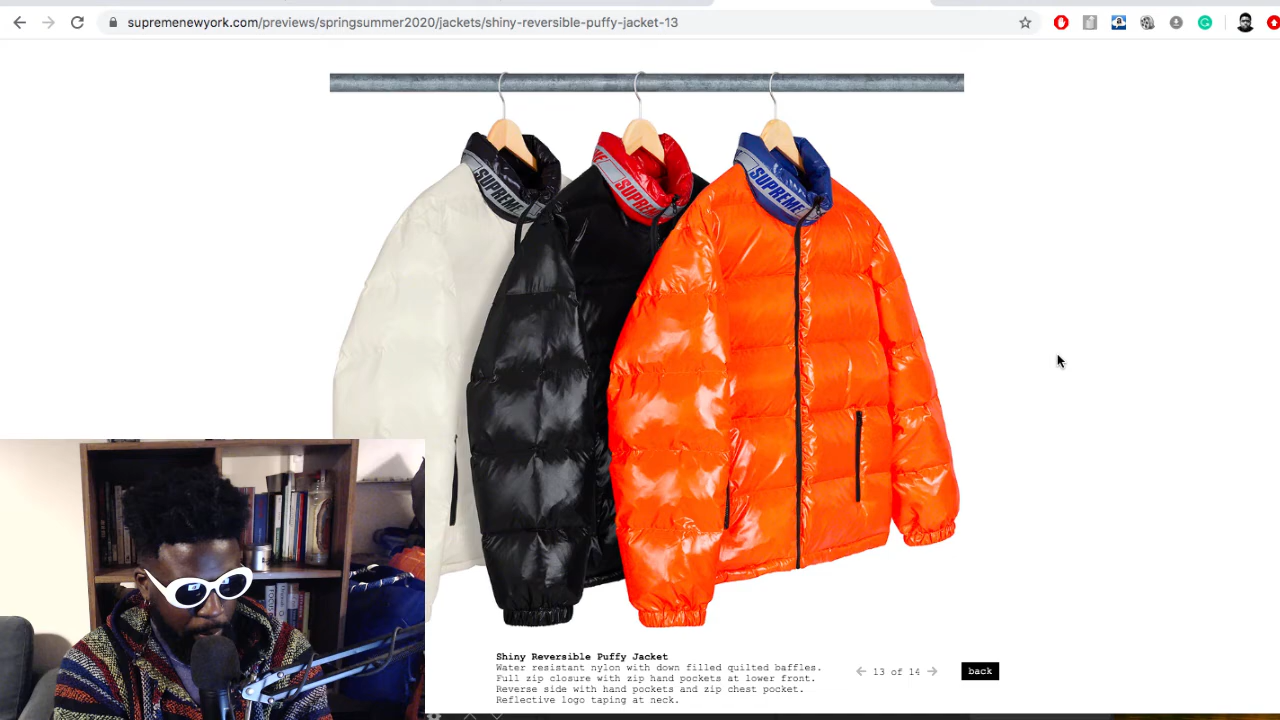 supremenewyork.com/previews/springsummer2020/jackets/shiny-reversible-puffy-jacket-13
SUPREME
SUPREME
SUPREME
Shiny Reversible Puffy Jacket
Water resistant nylon with down filled quilted baffles.
Full zip closure with zip hand pockets at lower front.
Reverse side with hand pockets and zip chest pocket.
Reflective logo taping at neck.
13 of 14
back